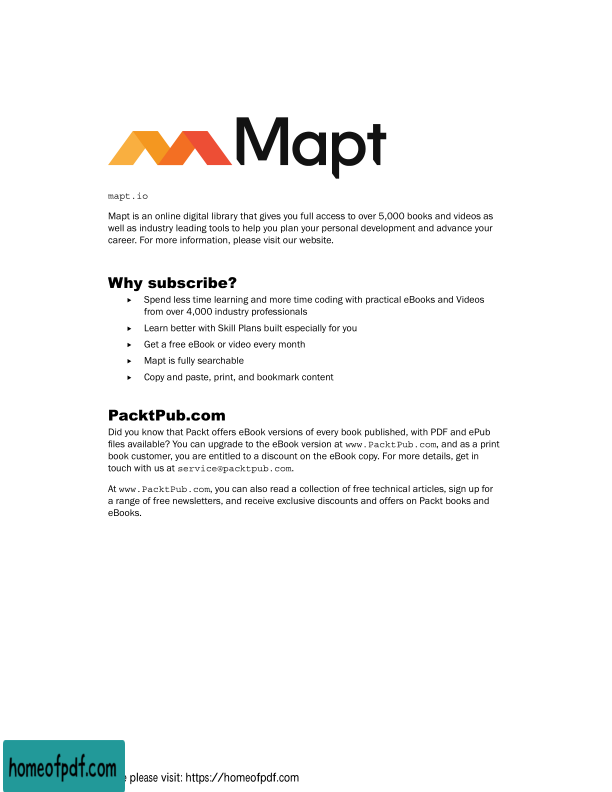 Mapt
mapt.io
Mapt is an online digital library that gives you full access to over 5,000 books and videos as
well as industry leading tools to help you plan your personal development and advance your
career. For more information, please visit our website.
Why subscribe?
Spend less time learning and more time coding with practical eBooks and Videos
from over 4,000 industry professionals
Learn better with Skill Plans built especially for you
Get a free eBook or video every month
Mapt is fully searchable
Copy and paste, print, and bookmark content
PacktPub.com
Did you know that Packt offers eBook versions of every book published, with PDF and ePub
files available? You can upgrade to the eBook version at www.PacktPub.com, and as a print
book customer, you are entitled to a discount on the eBook copy. For more details, get in
touch with us at service@packtpub.com.
At www.PacktPub.com, you can also read a collection of free technical articles, sign up for
a range of free newsletters, and receive exclusive discounts and offers on Packt books and
eBooks.
homeofpdf.com
please visit: https://homeofpdf.com